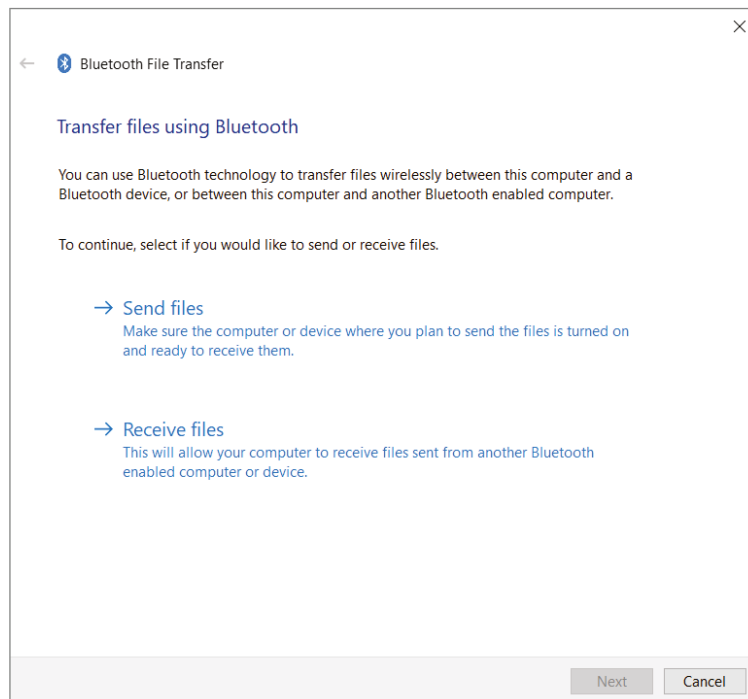 Bluetooth File Transfer
Transfer files using Bluetooth
You can use Bluetooth technology to transfer files wirelessly between this computer and a
Bluetooth device, or between this computer and another Bluetooth enabled computer.
To continue, select if you would like to send or receive files.
Send files
Make sure the computer or device where you plan to send the files is turned on
and ready to receive them.
Receive files
This will allow your computer to receive files sent from another Bluetooth
enabled computer or device.
Next
Cancel